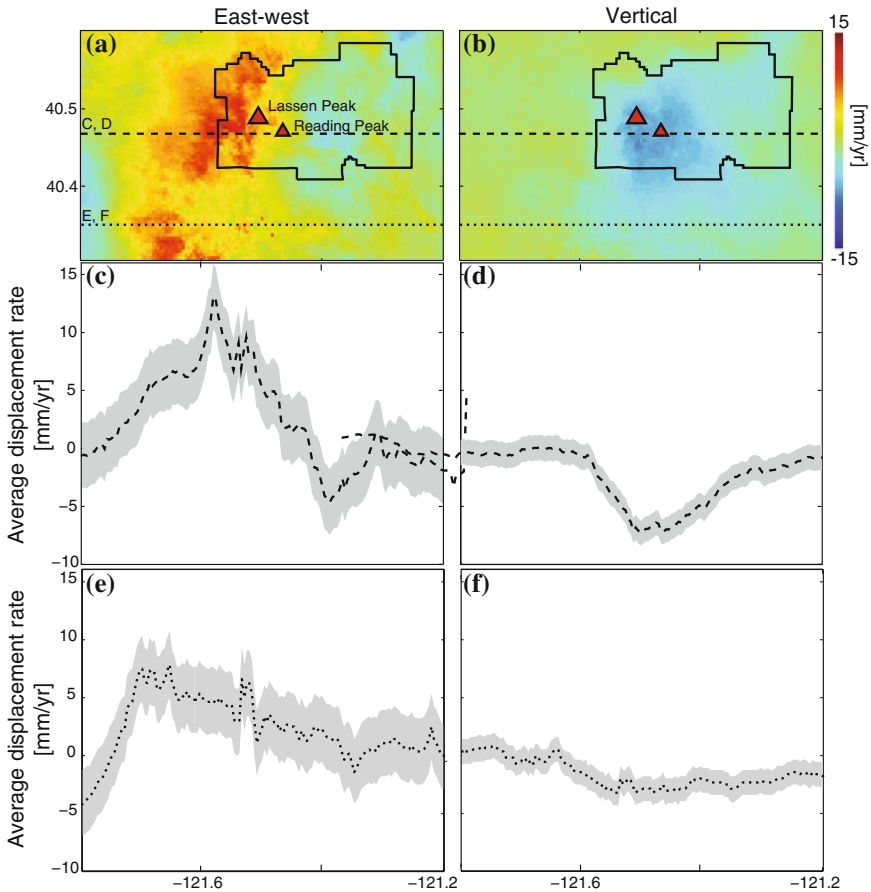 East-west
Vertical
(a)
(b)
15
[mm/yr]
-15
40.5
40.4
C, D
E, F
Lassen Peak
Reading Peak
(c)
(d)
Average displacement rate
[mm/yr]
15
10
5
0
−5
−10
(e)
(f)
Average displacement rate
[mm/yr]
15
10
5
0
−5
−10
−121.6
−121.2
−121.6
−121.2